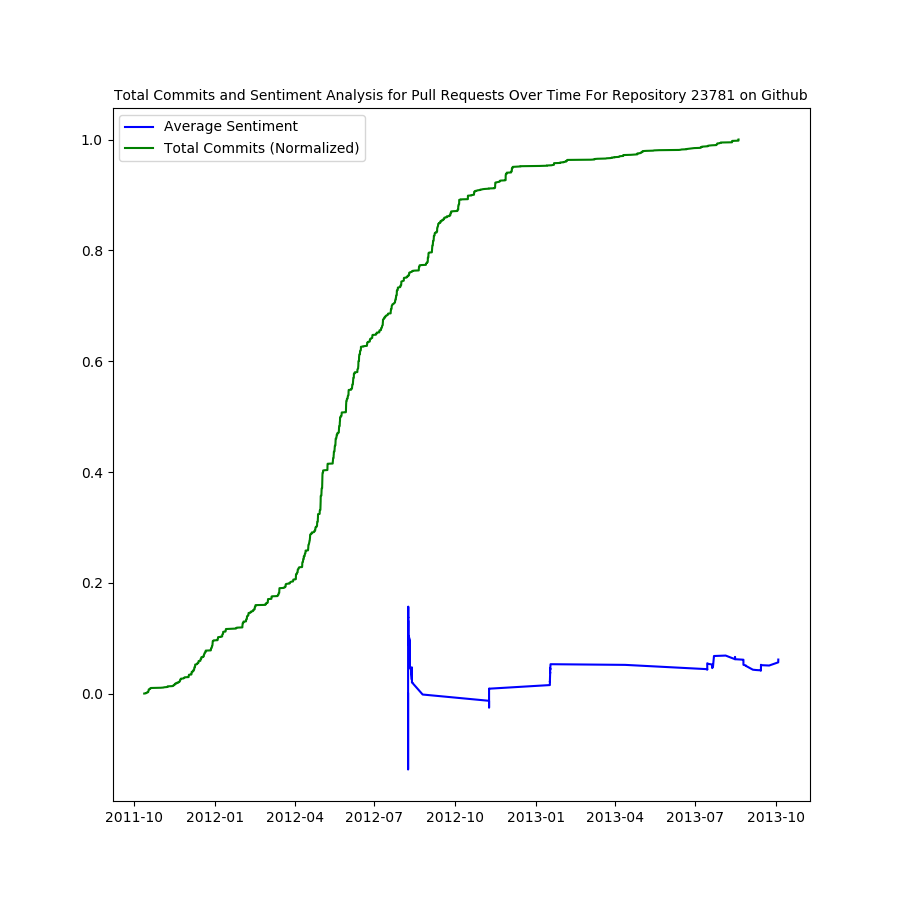 Total Commits and Sentiment Analysis for Pull Requests Over Time For Repository 23781 on Github
Average Sentiment
Total Commits (Normalized)
1.0
0.8
0.6
0.4
0.2
0.0
2011-10 2012-01 2012-04 2012-07 2012-10 2013-01 2013-04 2013-07 2013-10